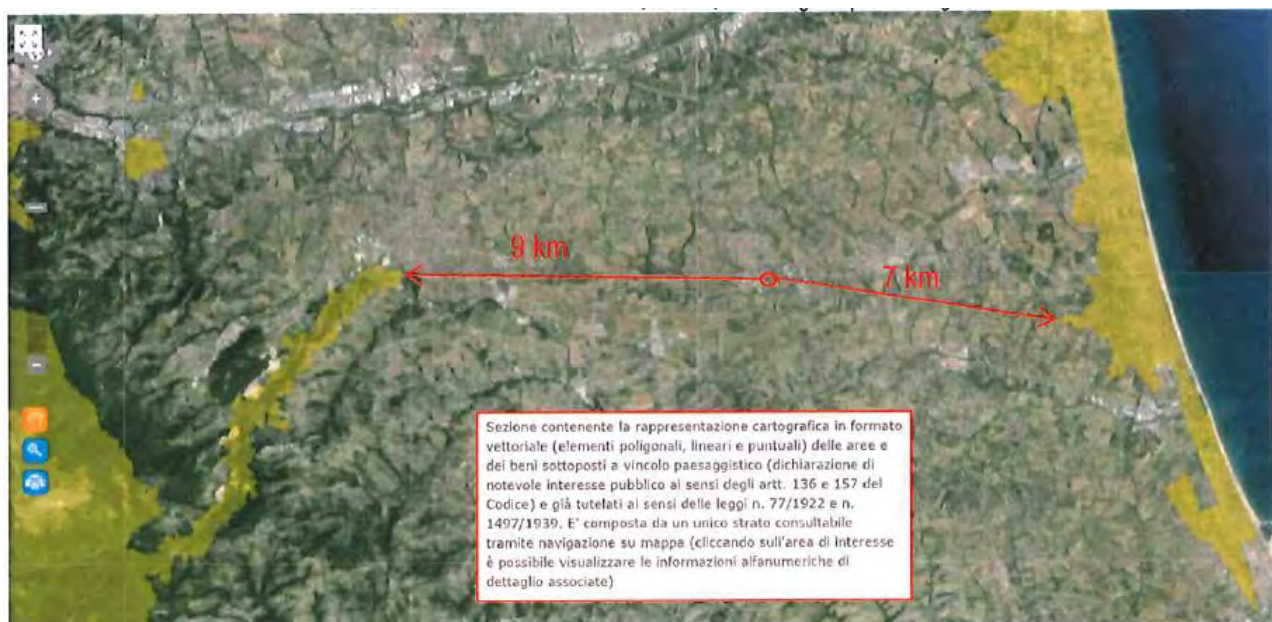 9 km
7 km
Sezione contenente la rappresentazione cartografica in formato
vettoriale (elementi poligonali, lineari e puntuali) delle aree e
dei beni sottoposti a vincolo paesaggistico (dichiarazione di
notevole interesse pubblico ai sensi degli artt. 136 e 157 del
Codice) e già tutelati ai sensi delle leggi n. 77/1922 e n.
1497/1939. E' composta da un unico strato consultabile
tramite navigazione su mappa (cliccando sull'area di interesse
è possibile visualizzare le informazioni alfanumeriche di
dettaglio associate)